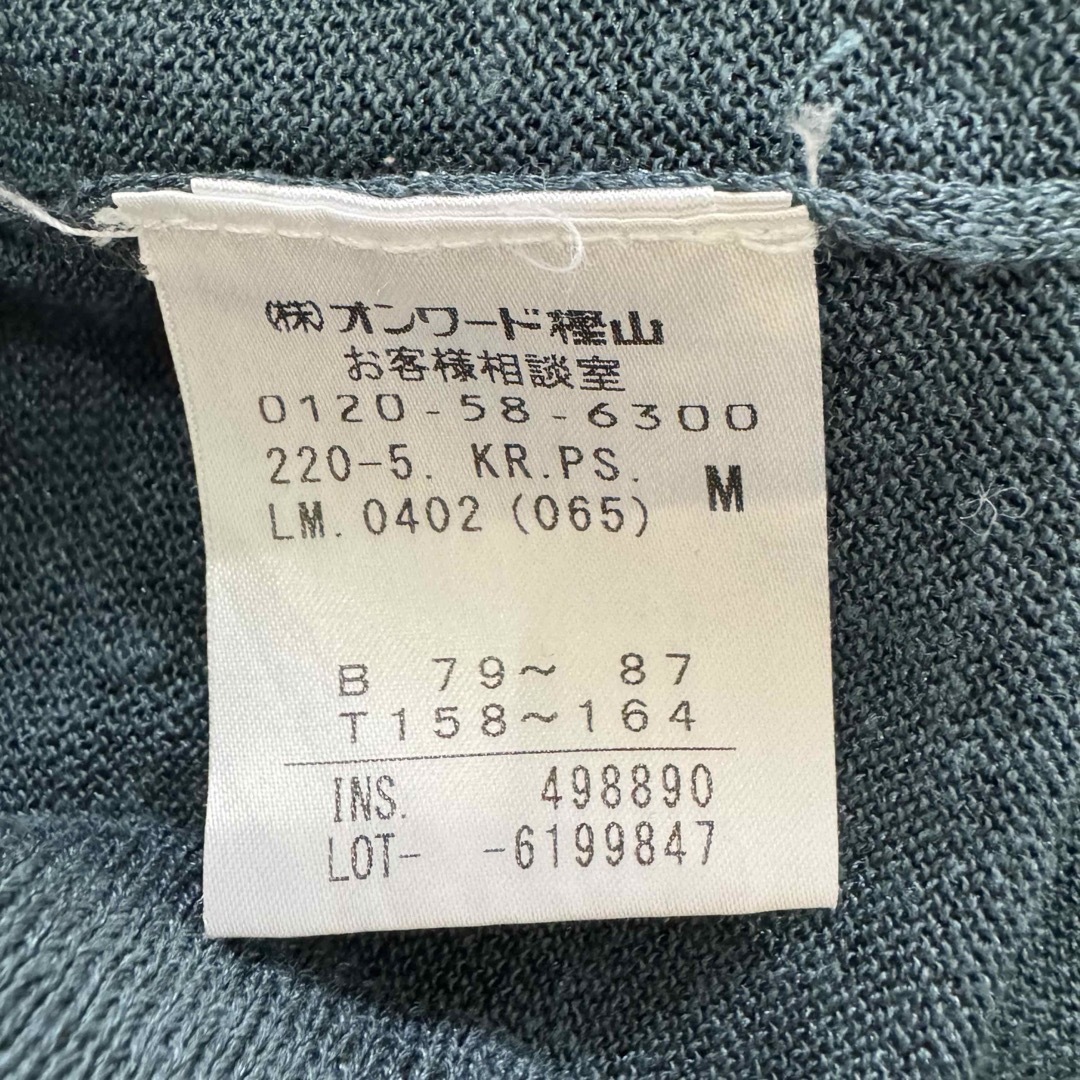 (株)オンワード樫山
お客様相談室
0120-58-6300
220-5. KR.PS. M
LM. 0402 (065)
B 79~ 87
T158~164
INS. 498890
LOT- -6199847